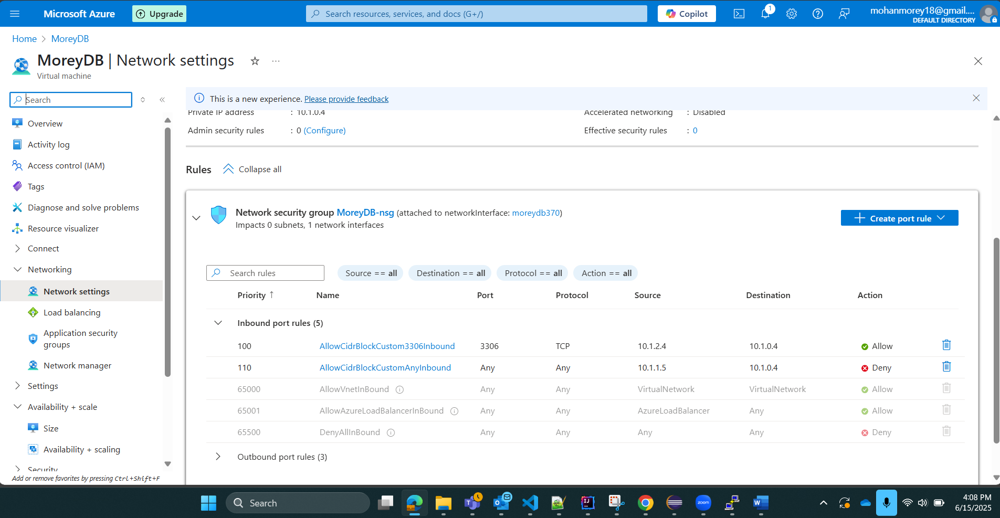 Microsoft Azure
Upgrade
Search resources, services, and docs (G+/)
Copilot
1
mohanmorey18@gmail....
DEFAULT DIRECTORY
Home > MoreyDB
MoreyDB | Network settings
Virtual machine
Search
This is a new experience. Please provide feedback
Overview
Activity log
Access control (IAM)
Tags
Diagnose and solve problems
Resource visualizer
Connect
Networking
Network settings
Load balancing
Application security
groups
Network manager
Settings
Availability + scale
Size
Availability + scaling
Security
Add or remove favorites by pressing Ctrl+Shift+F
Private IP address : 10.1.0.4
Accelerated networking : Disabled
Admin security rules : 0 (Configure)
Effective security rules : 0
Rules Collapse all
Network security group MoreyDB-nsg (attached to networkInterface: moreydb370)
Impacts 0 subnets, 1 network interfaces
Create port rule
Search rules Source == all Destination == all Protocol == all Action == all
Priority ↑ Name Port Protocol Source Destination Action
Inbound port rules (5)
100 AllowCidrBlockCustom3306Inbound 3306 TCP 10.1.2.4 10.1.0.4 Allow
110 AllowCidrBlockCustomAnyInbound Any Any 10.1.1.5 10.1.0.4 Deny
65000 AllowVnetInBound Any Any VirtualNetwork VirtualNetwork Allow
65001 AllowAzureLoadBalancerInBound Any Any AzureLoadBalancer Any Allow
65500 DenyAllInBound Any Any Any Any Deny
Outbound port rules (3)
Search
zoom
4:08 PM
6/15/2025